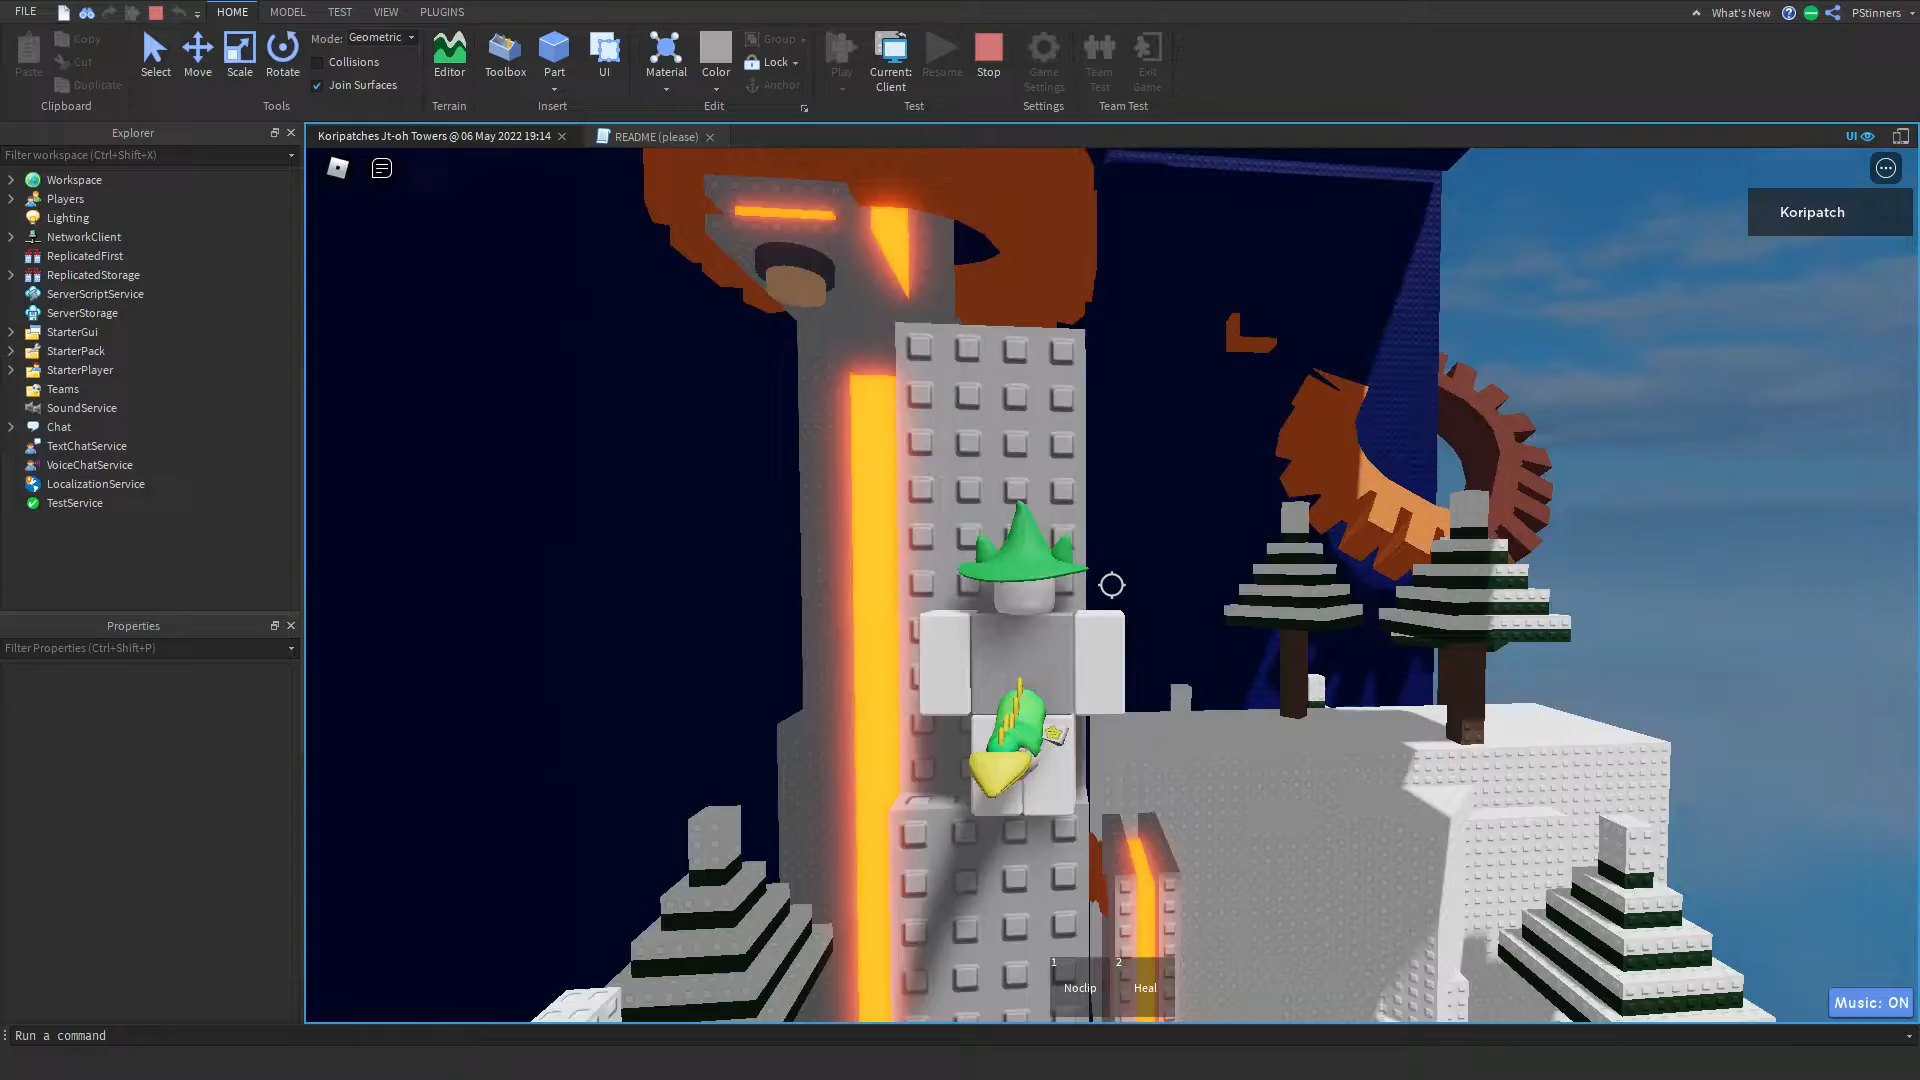 FILE HOME MODEL TEST VIEW PLUGINS What's New PStinners
Paste Copy Cut Duplicate Clipboard
Select Move Scale Rotate Mode: Geometric Collisions Join Surfaces Tools
Editor Terrain
Toolbox Part UI Insert
Material Color Group Lock Anchor Edit
Play Current: Client Resume Stop Test
Game Settings Settings
Team Test Exit Game Team Test
Explorer
Koripatches Jt-oh Towers @ 06 May 2022 19:14 README (please) UI
Filter workspace (Ctrl+Shift+X)
Workspace
Players
Lighting
NetworkClient
ReplicatedFirst
ReplicatedStorage
ServerScriptService
ServerStorage
StarterGui
StarterPack
StarterPlayer
Teams
SoundService
Chat
TextChatService
VoiceChatService
LocalizationService
TestService
Koripatch
Properties
Filter Properties (Ctrl+Shift+P)
1 2
Noclip Heal
Music: ON
Run a command